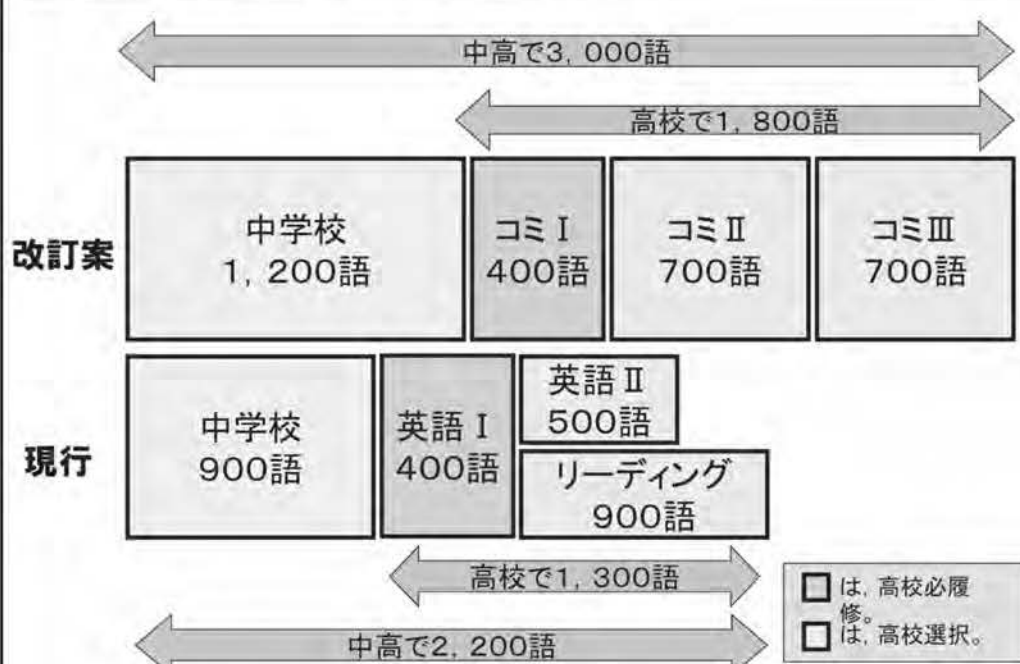 中高で3,000語
高校で1,800語
改訂案
中学校
1,200語
コミⅠ
400語
コミⅡ
700語
コミⅢ
700語
現行
中学校
900語
英語Ⅰ
400語
英語Ⅱ
500語
リーディング
900語
高校で1,300語
中高で2,200語
は,高校必履
修。
は,高校選択。